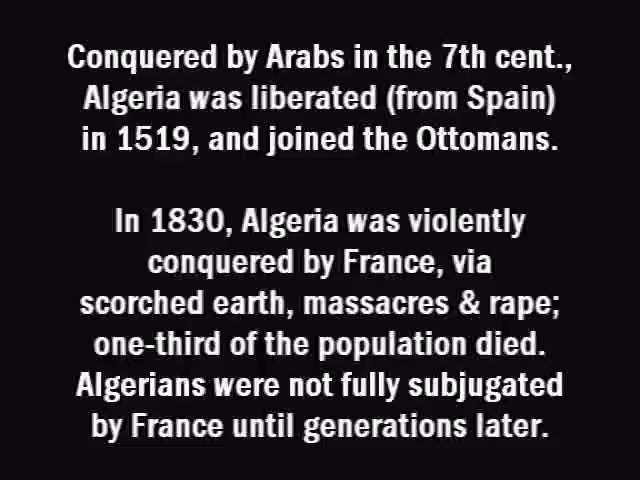 Conquered by Arabs in the 7th cent.,
Algeria was liberated (from Spain)
in 1519, and joined the Ottomans.
In 1830, Algeria was violently
conquered by France, via
scorched earth, massacres & rape;
one-third of the population died.
Algerians were not fully subjugated
by France until generations later.